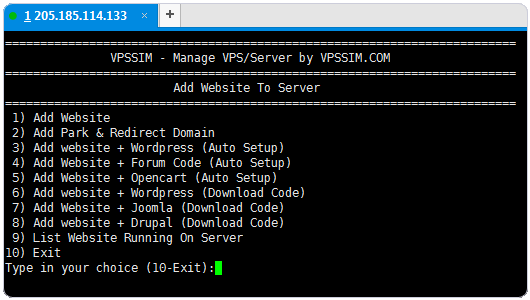 1 205.185.114.133 × +
=========================================================================
VPSSIM - Manage VPS/Server by VPSSIM.COM
=========================================================================
Add Website To Server
=========================================================================
1) Add Website
2) Add Park & Redirect Domain
3) Add website + Wordpress (Auto Setup)
4) Add Website + Forum Code (Auto Setup)
5) Add Website + Opencart (Auto Setup)
6) Add website + Wordpress (Download Code)
7) Add Website + Joomla (Download Code)
8) Add website + Drupal (Download Code)
9) List Website Running On Server
10) Exit
Type in your choice (10-Exit):